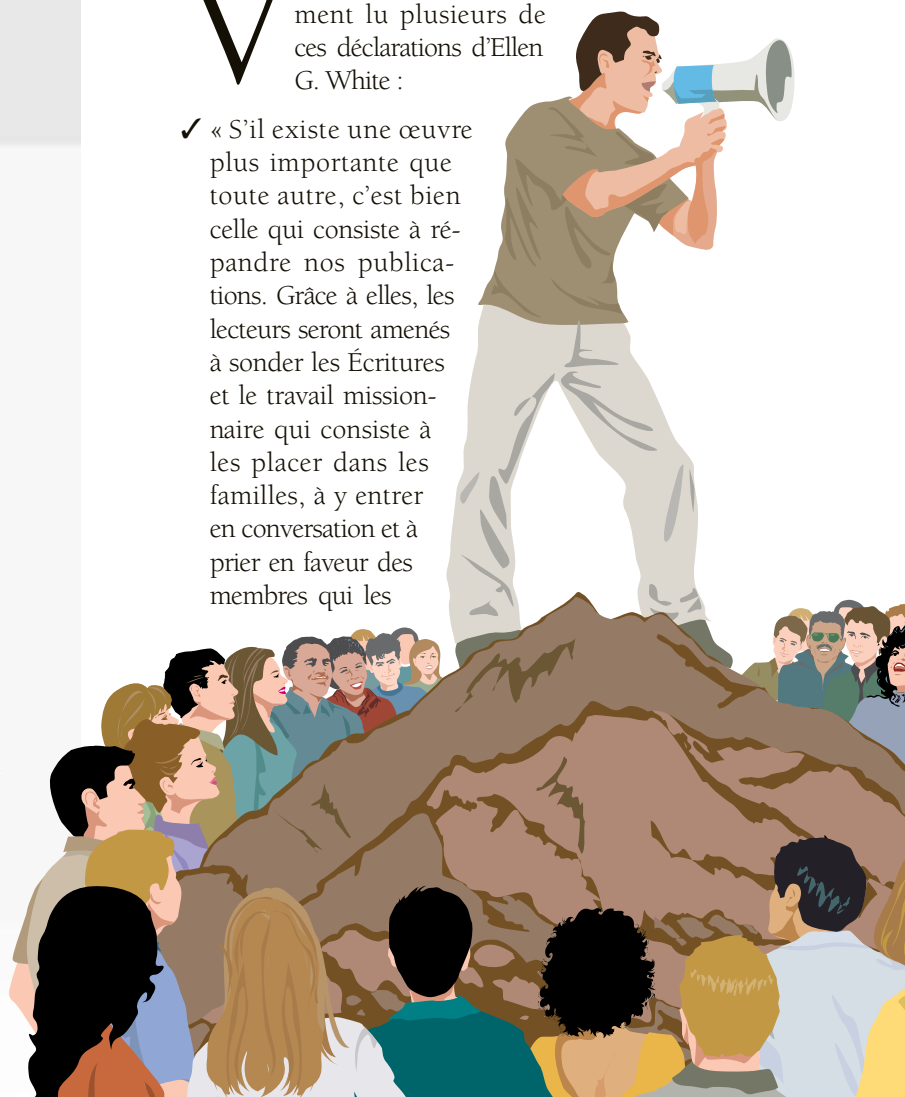 V
ment lu plusieurs de
ces déclarations d’Ellen
G. White :
✓ « S’il existe une œuvre
plus importante que
toute autre, c’est bien
celle qui consiste à ré-
pandre nos publica-
tions. Grâce à elles, les
lecteurs seront amenés
à sonder les Écritures
et le travail mission-
naire qui consiste à
les placer dans les
familles, à y entrer
en conversation et à
prier en faveur des
membres qui les